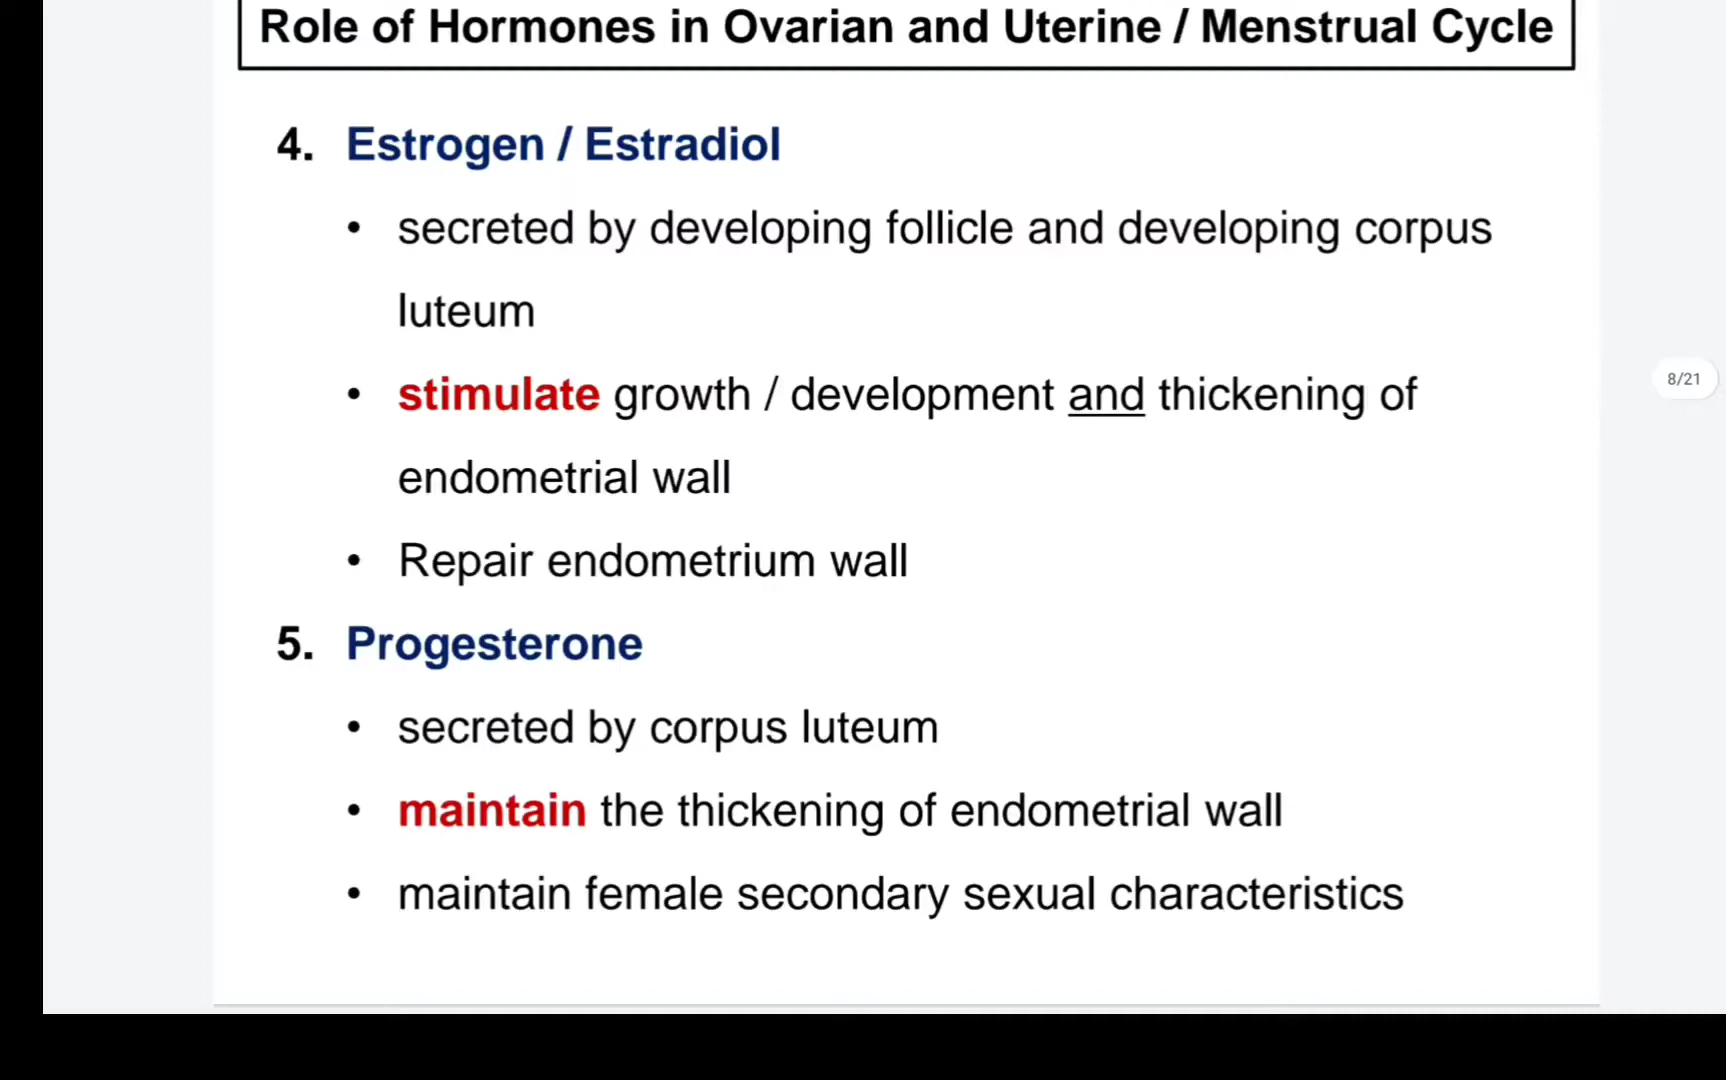 Role of Hormones in Ovarian and Uterine / Menstrual Cycle
4. Estrogen / Estradiol
• secreted by developing follicle and developing corpus
luteum
• stimulate growth / development and thickening of
endometrial wall
• Repair endometrium wall
5. Progesterone
• secreted by corpus luteum
• maintain the thickening of endometrial wall
• maintain female secondary sexual characteristics
8/21